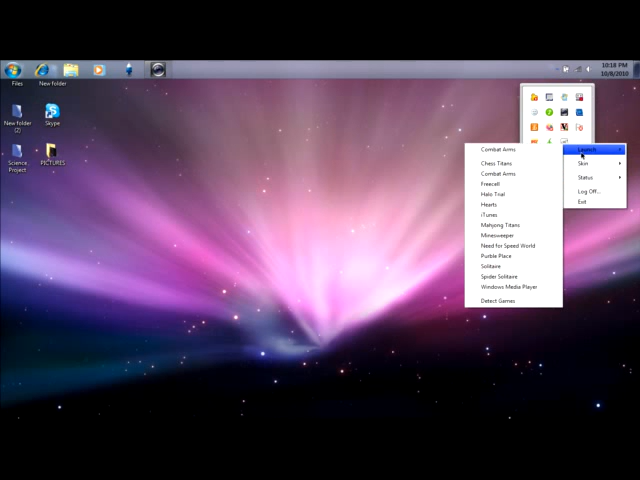 10:18 PM
10/8/2010
Files
New folder
New folder
(2)
Skype
Science
Project
PICTURES
Combat Arms
Chess Titans
Combat Arms
Freecell
Halo Trial
Hearts
iTunes
Mahjong Titans
Minesweeper
Need for Speed World
Purble Place
Solitaire
Spider Solitaire
Windows Media Player
Detect Games
Launch
Skin
Status
Log Off...
Exit